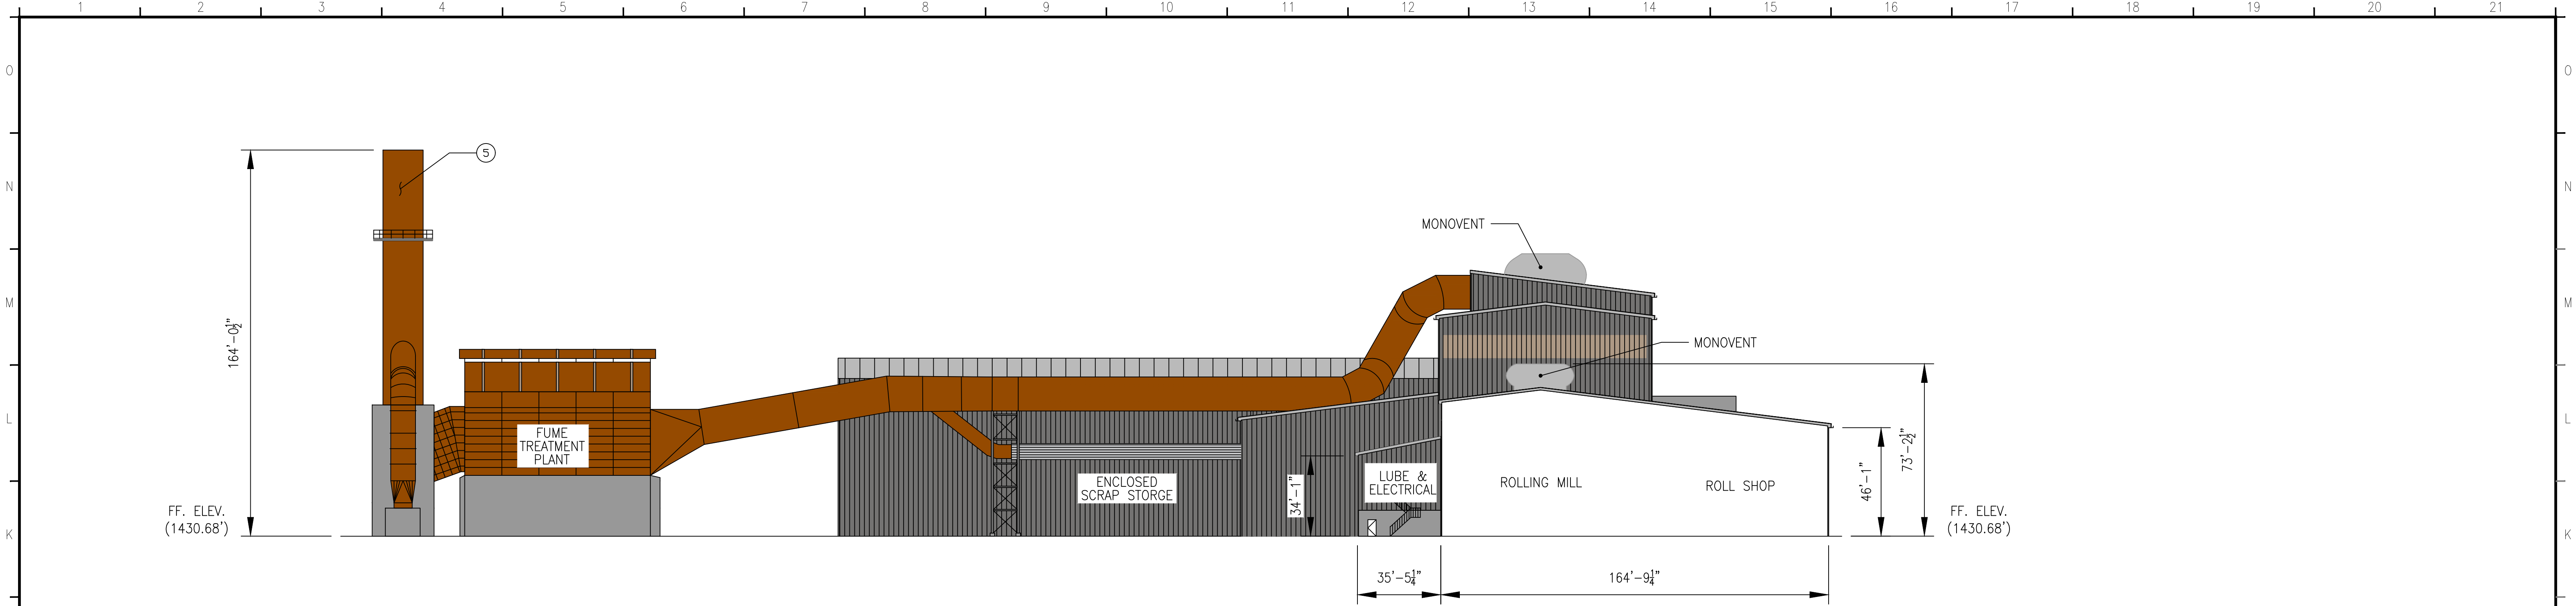 1 2 3 4 5 6 7 8 9 10 11 12 13 14 15 16 17 18 19 20 21
O O
N N
M M
L L
K K
5
MONOVENT
MONOVENT
164'-0½"
FUME
TREATMENT
PLANT
ENCLOSED
SCRAP STORGE
34'-1"
LUBE &
ELECTRICAL
ROLLING MILL
ROLL SHOP
46'-1"
73'-2½"
FF. ELEV.
(1430.68')
FF. ELEV.
(1430.68')
35'-5¼"
164'-9¼"